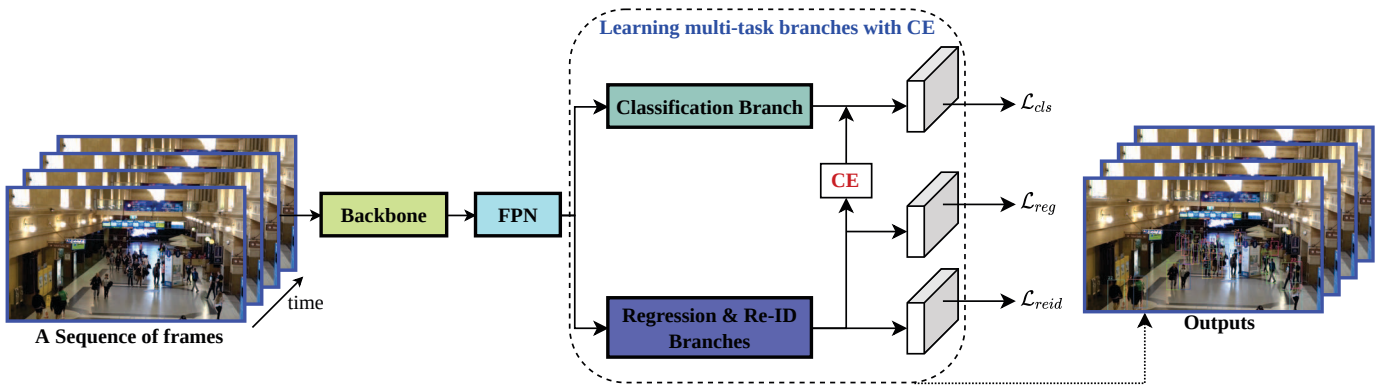 Learning multi-task branches with CE
Classification Branch
CE
Backbone
FPN
Regression & Re-ID
Branches
ℒcls
ℒreg
ℒreid
time
A Sequence of frames
Outputs